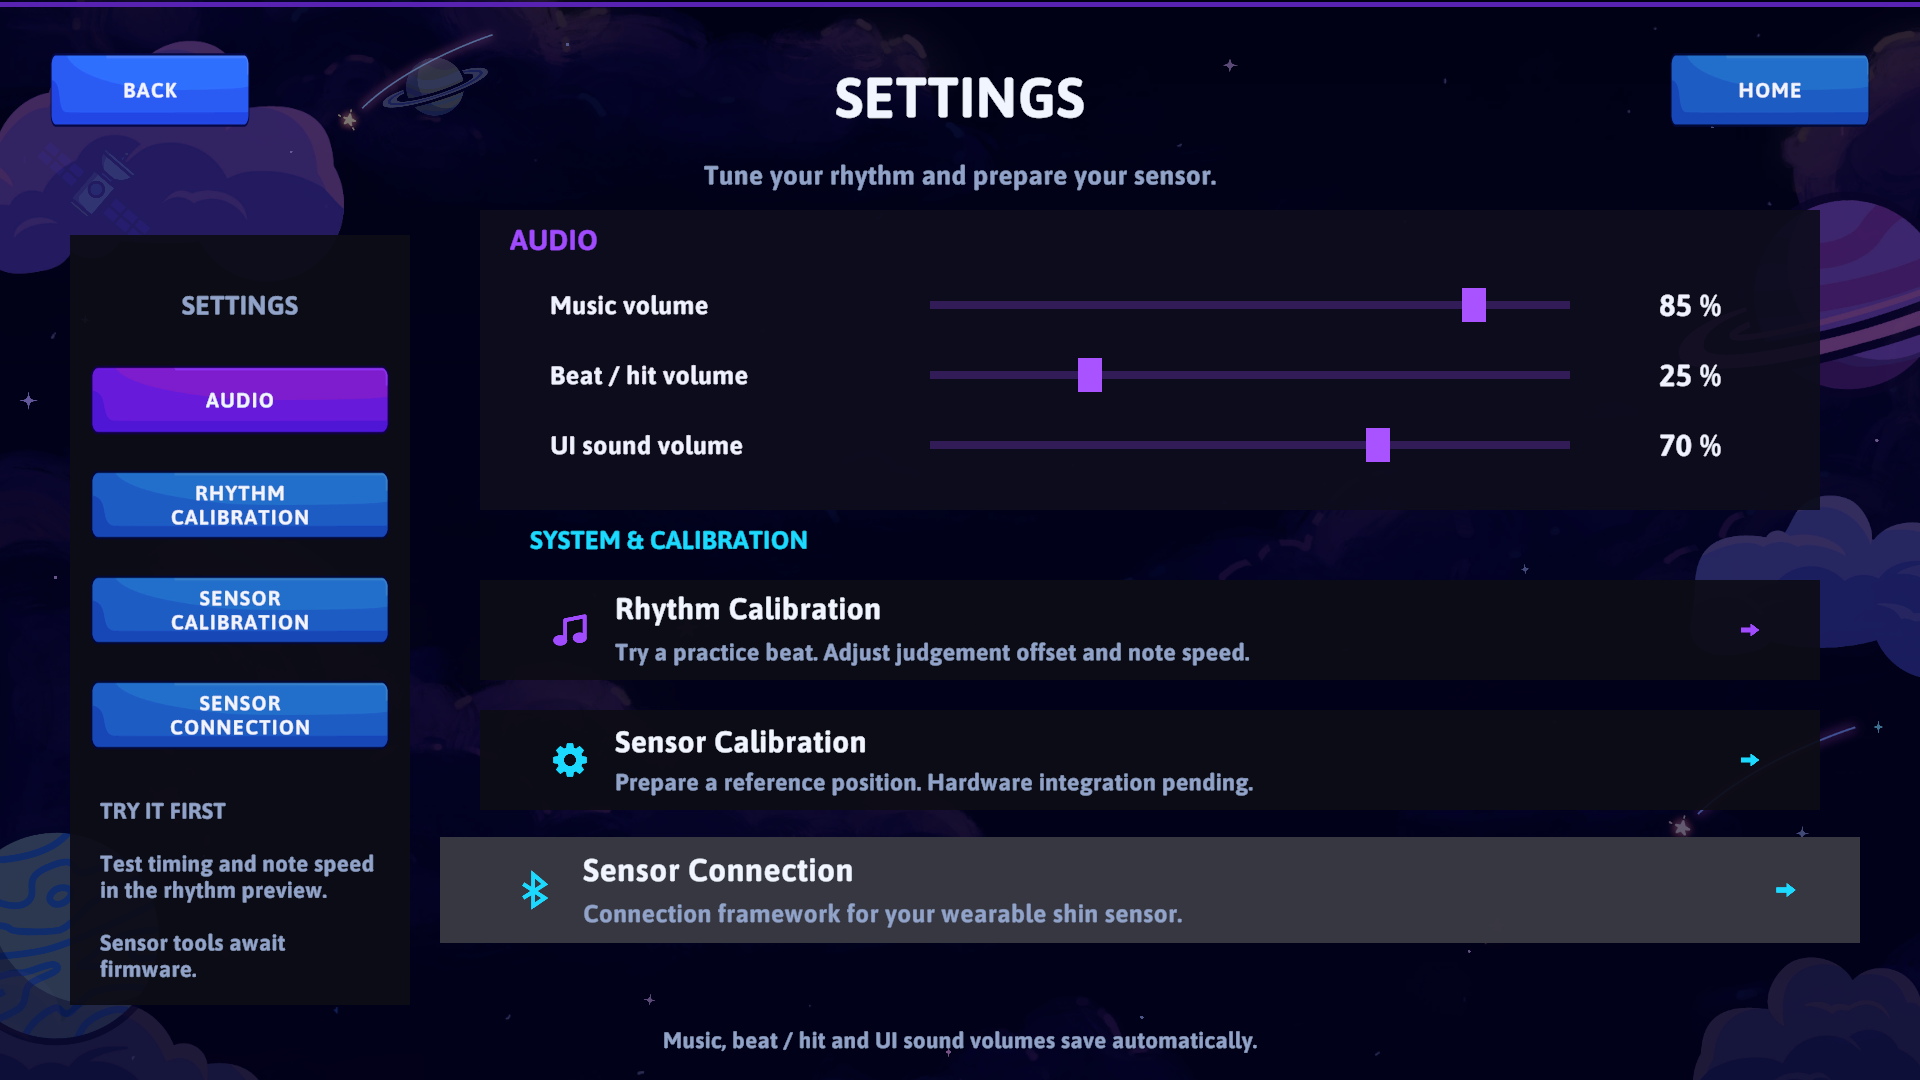 BACK
SETTINGS
HOME
Tune your rhythm and prepare your sensor.
SETTINGS
AUDIO
RHYTHM
CALIBRATION
SENSOR
CALIBRATION
SENSOR
CONNECTION
TRY IT FIRST
Test timing and note speed
in the rhythm preview.
Sensor tools await
firmware.
AUDIO
Music volume
85 %
Beat / hit volume
25 %
UI sound volume
70 %
SYSTEM & CALIBRATION
Rhythm Calibration
Try a practice beat. Adjust judgement offset and note speed.
Sensor Calibration
Prepare a reference position. Hardware integration pending.
Sensor Connection
Connection framework for your wearable shin sensor.
Music, beat / hit and UI sound volumes save automatically.